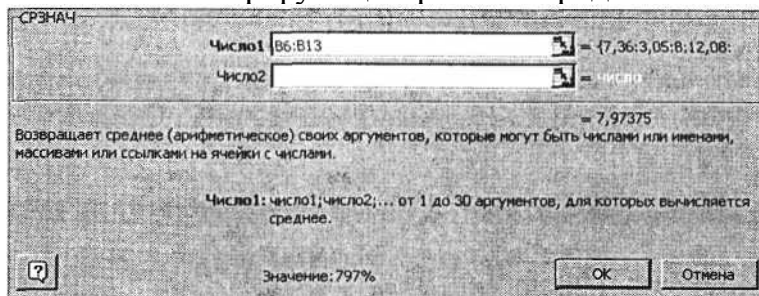 СРЗНАЧ
Число1 B6:B13 = {7,36:3,05:8:12,08:
Число2 = число
= 7,97375
Возвращает среднее (арифметическое) своих аргументов, которые могут быть числами или именами,
массивами или ссылками на ячейки с числами.
Число1: число1;число2;... от 1 до 30 аргументов, для которых вычисляется
среднее.
Значение:797%
ОК
Отмена